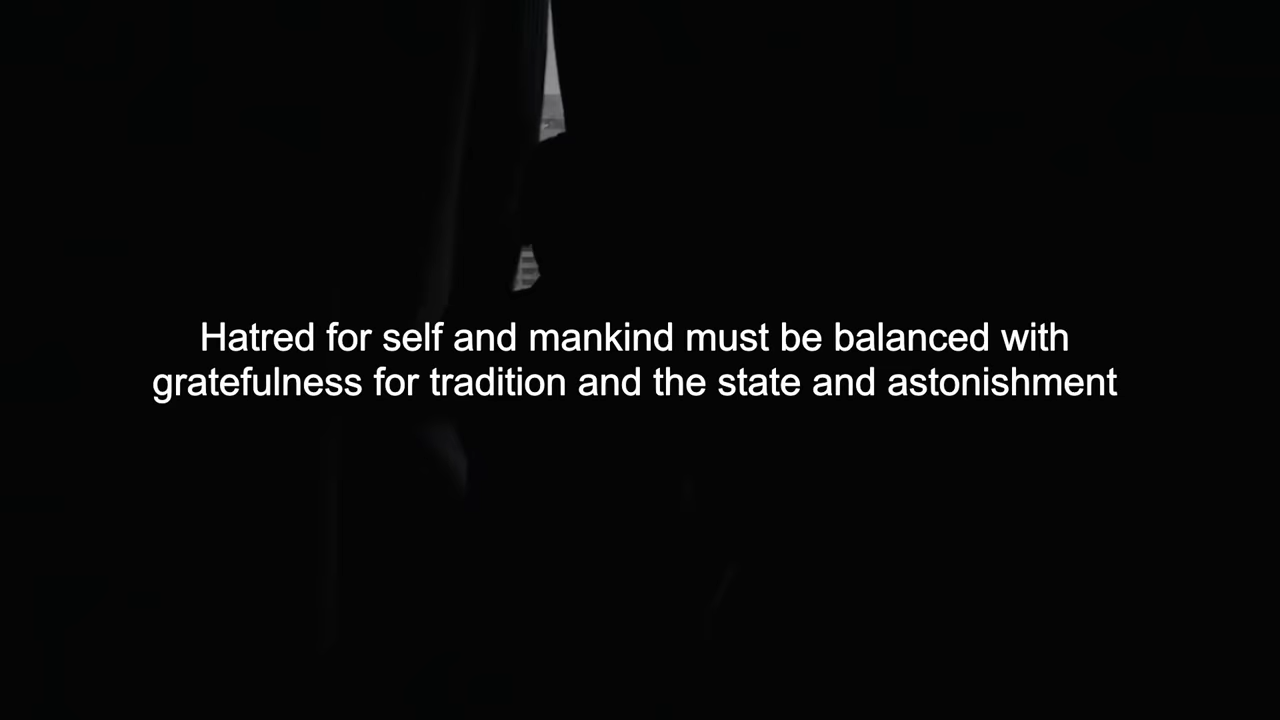 Hatred for self and mankind must be balanced with
gratefulness for tradition and the state and astonishment